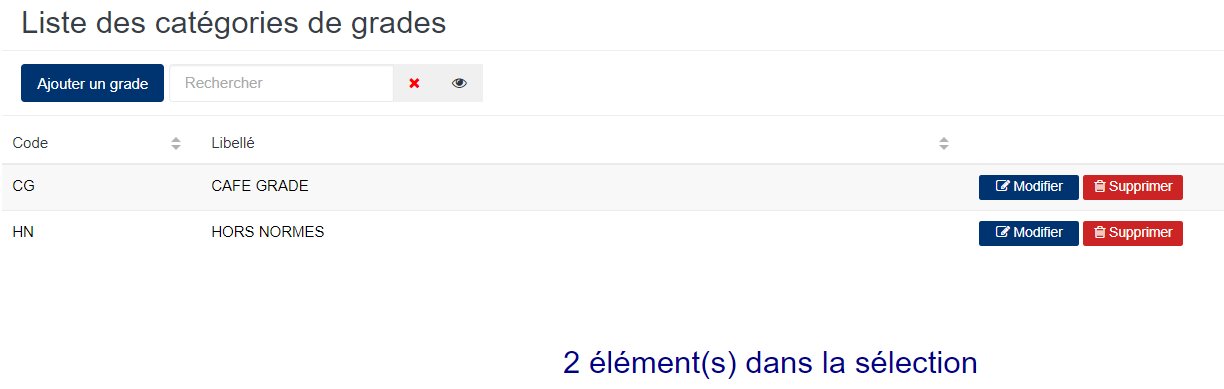 Liste des catégories de grades
Ajouter un grade Rechercher
Code Libellé
CG CAFE GRADE Modifier Supprimer
HN HORS NORMES Modifier Supprimer
2 élément(s) dans la sélection